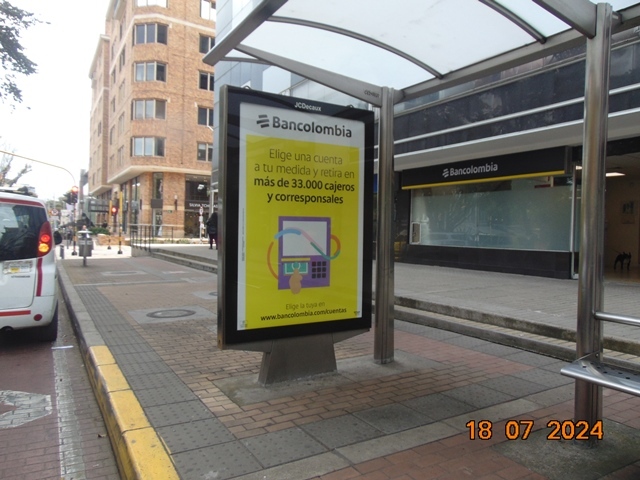 JCDecaux
Bancolombia
Elige una cuenta
a tu medida y retira en
más de 33.000 cajeros
y corresponsales
Elige la tuya en
www.bancolombia.com/cuentas
Bancolombia
18 07 2024